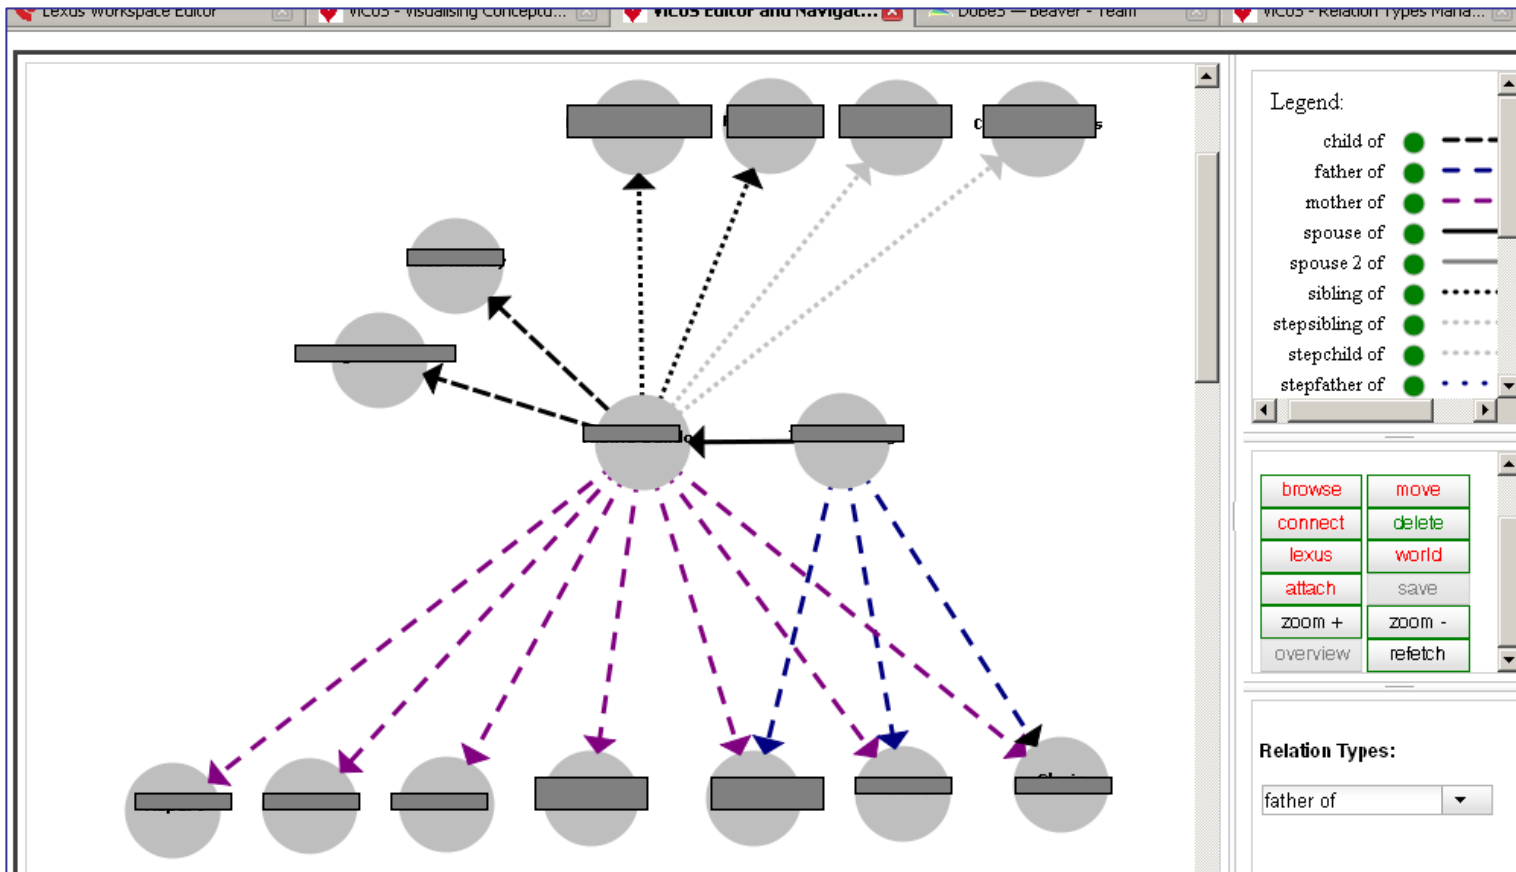 Lexus Workspace Editor
ViCoS - Visualising Conceptu...
ViCoS Editor and Navigat...
DoBeS — Beaver - Team
ViCoS - Relation Types Mana...
Legend:
child of
father of
mother of
spouse of
spouse 2 of
sibling of
stepsibling of
stepchild of
stepfather of
browse move
connect delete
lexus world
attach save
zoom + zoom -
overview refetch
Relation Types:
father of